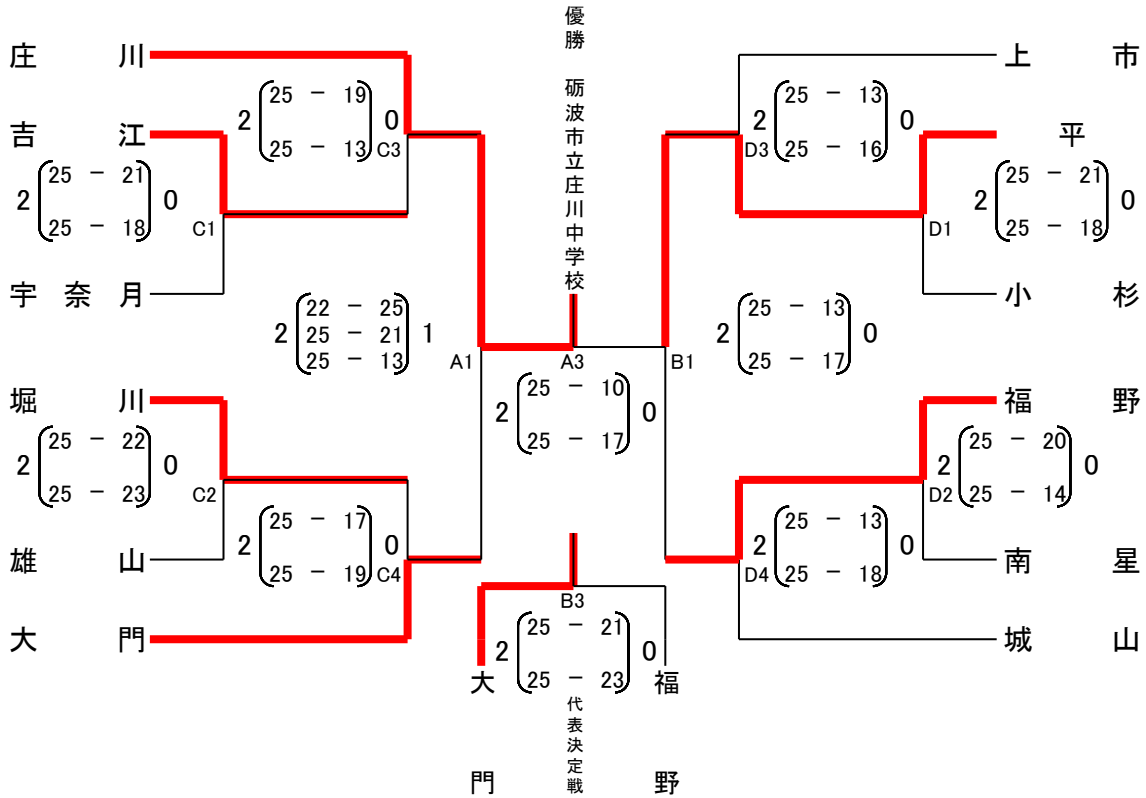 優勝 砺波市立庄川中学校
庄川
2 25 - 19 0
25 - 13
C3
吉江
2 25 - 21 0
25 - 18
C1
宇奈月
2 22 - 25 1
25 - 21
25 - 13
A1
堀川
2 25 - 22 0
25 - 23
C2
雄山
2 25 - 17 0
25 - 19
C4
大門
A3
2 25 - 10 0
25 - 17
上市
2 25 - 13 0
25 - 16
D3
平
2 25 - 21 0
25 - 18
D1
小杉
2 25 - 13 0
25 - 17
B1
福野
2 25 - 20 0
25 - 14
D2
南星
2 25 - 13 0
25 - 18
D4
城山
B3
2 25 - 21 0
25 - 23
大門
福野
代表決定戦